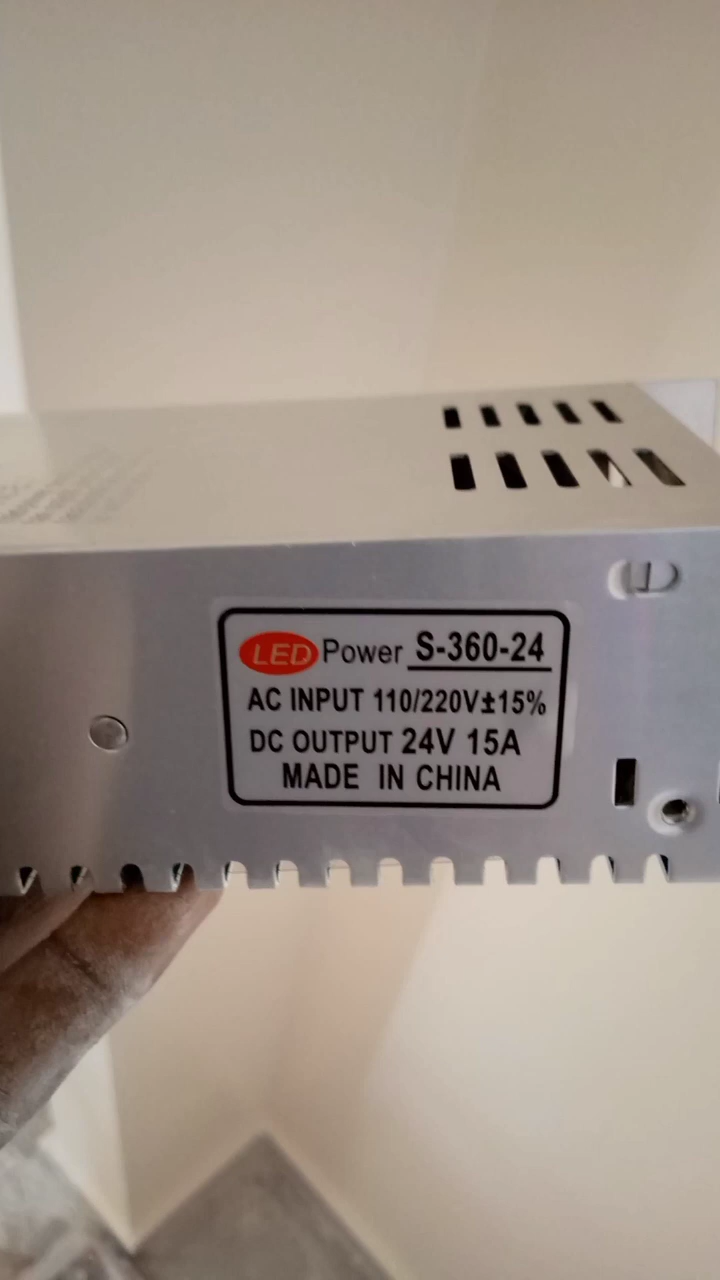 LED Power S-360-24
AC INPUT 110/220V±15%
DC OUTPUT 24V 15A
MADE IN CHINA